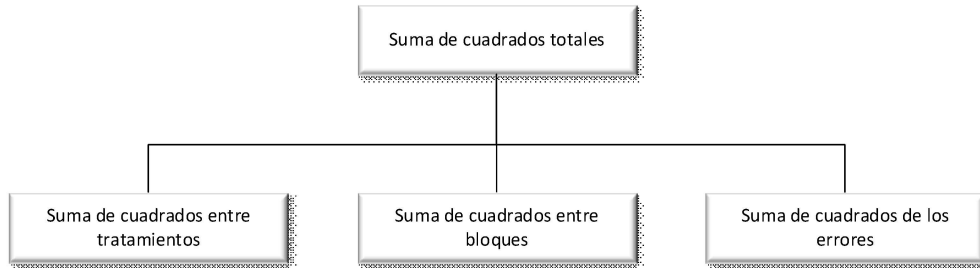 Suma de cuadrados totales
Suma de cuadrados entre
tratamientos
Suma de cuadrados entre
bloques
Suma de cuadrados de los
errores